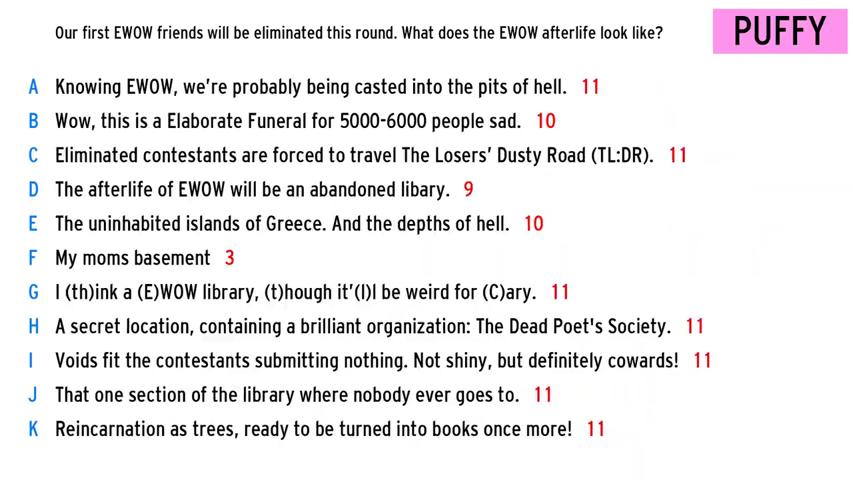 Our first EWOW friends will be eliminated this round. What does the EWOW afterlife look like?
PUFFY
A Knowing EWOW, we're probably being casted into the pits of hell. 11
B Wow, this is a Elaborate Funeral for 5000-6000 people sad. 10
C Eliminated contestants are forced to travel The Losers' Dusty Road (TL:DR). 11
D The afterlife of EWOW will be an abandoned libary. 9
E The uninhabited islands of Greece. And the depths of hell. 10
F My moms basement 3
G I (th)ink a (E)WOW library, (t)hough it'(l)l be weird for (C)ary. 11
H A secret location, containing a brilliant organization: The Dead Poet's Society. 11
I Voids fit the contestants submitting nothing. Not shiny, but definitely cowards! 11
J That one section of the library where nobody ever goes to. 11
K Reincarnation as trees, ready to be turned into books once more! 11